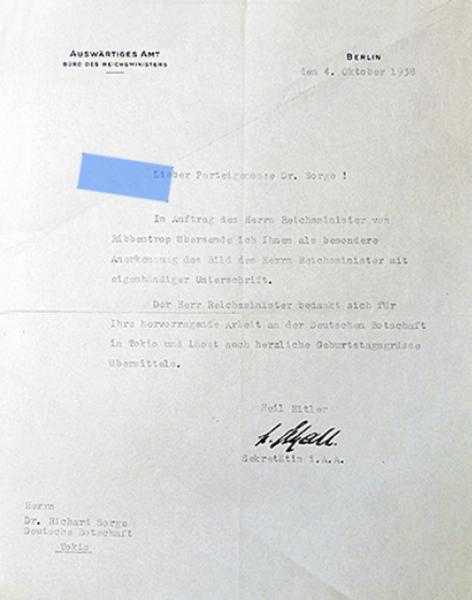 AUSWÄRTIGES AMT
BÜRO DES REICHSMINISTERS
BERLIN
den 4. Oktober 1938
Lieber Parteigenosse Dr. Sorge !
Im Auftrag des Herrn Reichsminister von
Ribbentrop übersende ich Ihnen als besondere
Anerkennung das Bild des Herrn Reichsminister mit
eigenhändiger Unterschrift.
Der Herr Reichsminister bedankt sich für
Ihre hervorragende Arbeit an der Deutschen Botschaft
in Tokio und lässt auch herzliche Geburtstagsgrüsse
übermitteln.
Heil Hitler
Sekretätin i.A.A.
Herrn
Dr. Richard Sorge
Deutsche Botschaft
Tokio